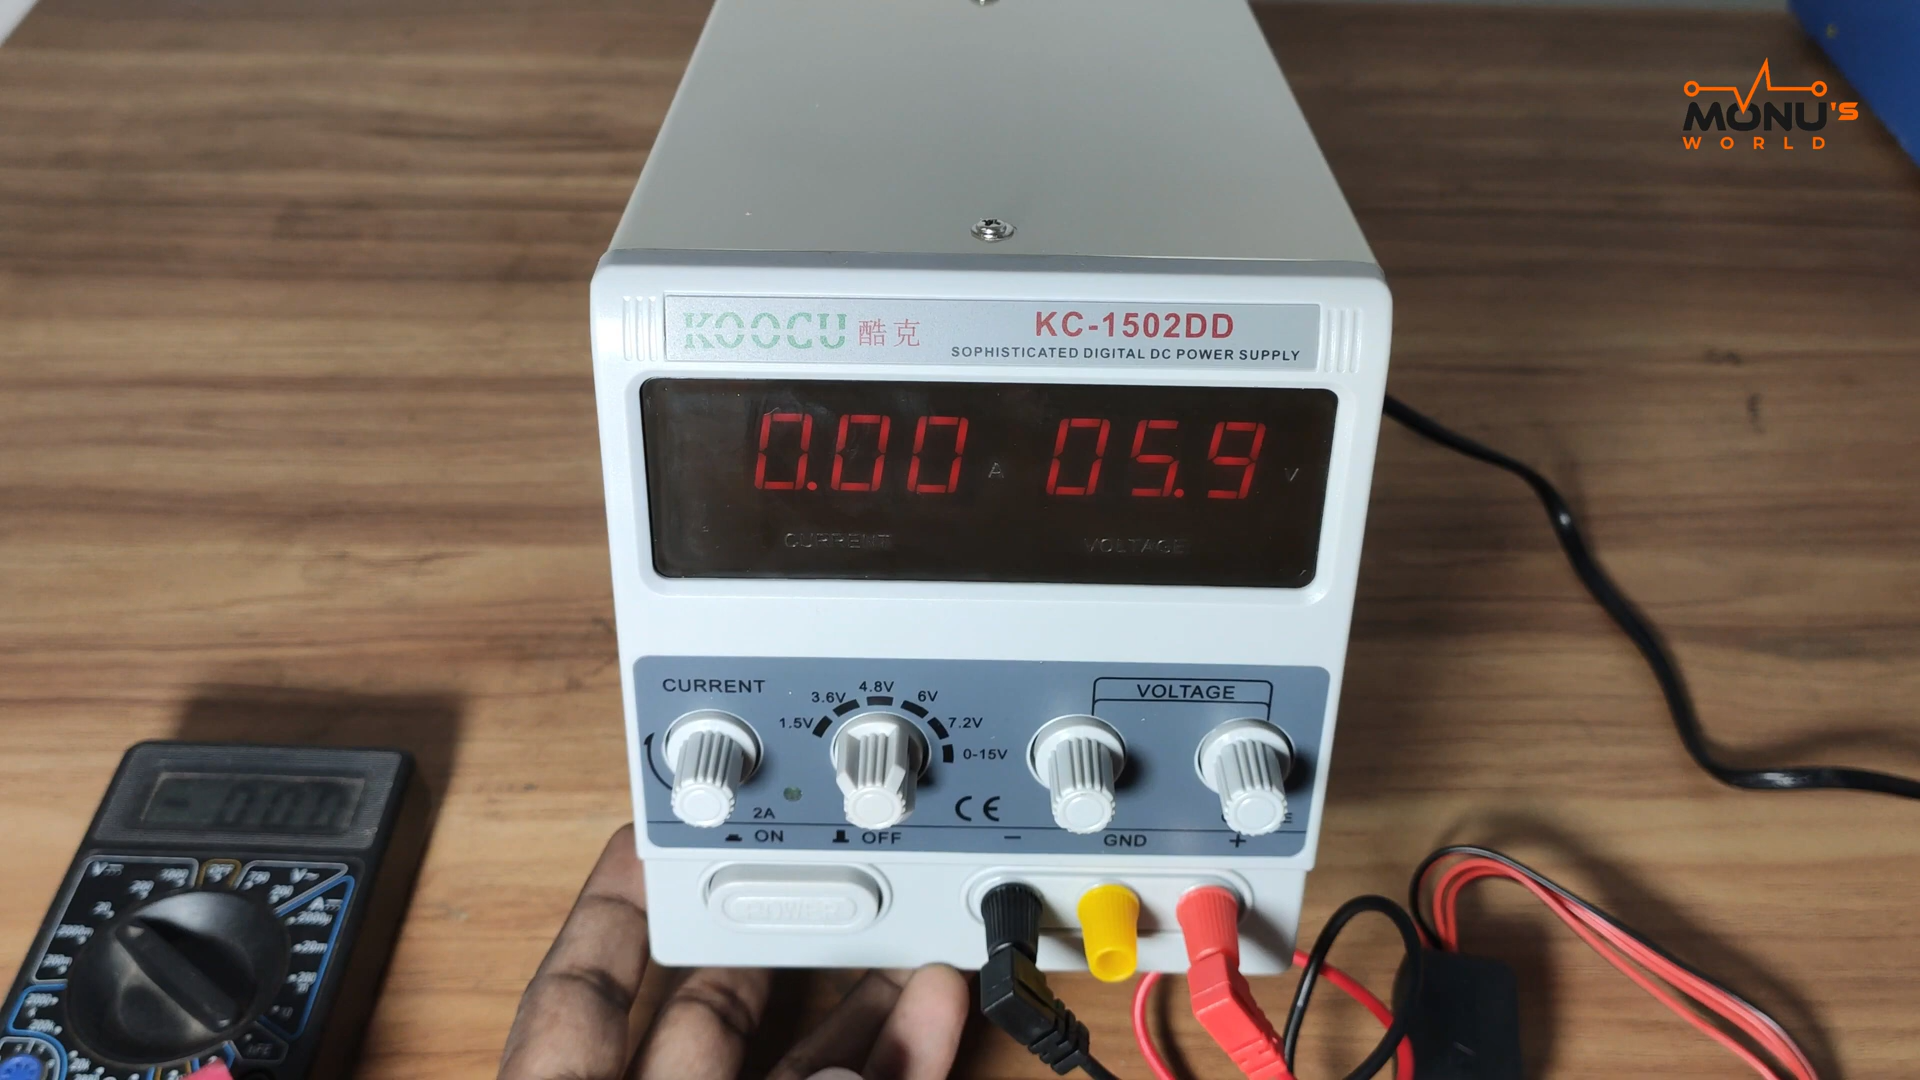 MONU'S
WORLD
KOOCU 酷克
KC-1502DD
SOPHISTICATED DIGITAL DC POWER SUPPLY
0.00 A 05.9 V
CURRENT VOLTAGE
CURRENT
1.5V 3.6V 4.8V 6V 7.2V 0-15V
VOLTAGE
2A
CE
ON OFF
− GND +
POWER